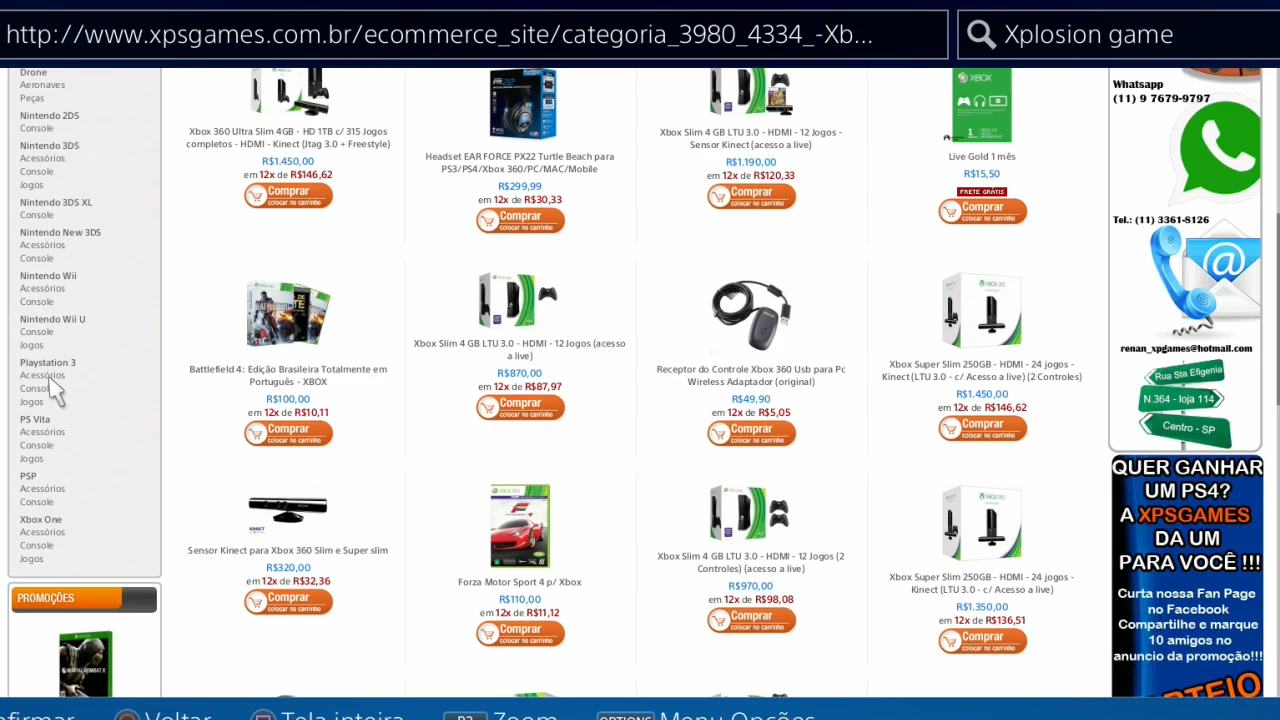 http://www.xpsgames.com.br/ecommerce_site/categoria_3980_4334_-Xb...
Xplosion game
Drone
Aeronaves
Peças
Nintendo 2DS
Console
Nintendo 3DS
Acessórios
Console
Jogos
Nintendo 3DS XL
Console
Nintendo New 3DS
Acessórios
Console
Nintendo Wii
Acessórios
Console
Nintendo Wii U
Console
Jogos
Playstation 3
Acessórios
Jogos
PS Vita
Acessórios
Console
Jogos
PSP
Acessórios
Console
Xbox One
Acessórios
Console
Jogos
PROMOÇÕES
Xbox 360 Ultra Slim 4GB - HD 1TB c/ 315 Jogos
completos - HDMI - Kinect (Jtag 3.0 + Freestyle)
R$1.450,00
em 12x de R$146,62
Comprar
colocar no carrinho
Headset EAR FORCE PX22 Turtle Beach para
PS3/PS4/Xbox 360/PC/MAC/Mobile
R$299,99
em 12x de R$30,33
Comprar
colocar no carrinho
Xbox Slim 4 GB LTU 3.0 - HDMI - 12 Jogos -
Sensor Kinect (acesso a live)
R$1.190,00
em 12x de R$120,33
Comprar
colocar no carrinho
XBOX
Live Gold 1 mês
R$15,50
FRETE GRÁTIS
Comprar
colocar no carrinho
Battlefield 4: Edição Brasileira Totalmente em
Português - XBOX
R$100,00
em 12x de R$10,11
Comprar
colocar no carrinho
Xbox Slim 4 GB LTU 3.0 - HDMI - 12 Jogos (acesso
a live)
R$870,00
em 12x de R$87,97
Comprar
colocar no carrinho
Receptor do Controle Xbox 360 Usb para Pc
Wireless Adaptador (original)
R$49,90
em 12x de R$5,05
Comprar
colocar no carrinho
Xbox Super Slim 250GB - HDMI - 24 jogos -
Kinect (LTU 3.0 - c/ Acesso a live) (2 Controles)
R$1.450,00
em 12x de R$146,62
Comprar
colocar no carrinho
Sensor Kinect para Xbox 360 Slim e Super slim
R$320,00
em 12x de R$32,36
Comprar
colocar no carrinho
Forza Motor Sport 4 p/ Xbox
R$110,00
em 12x de R$11,12
Comprar
colocar no carrinho
Xbox Slim 4 GB LTU 3.0 - HDMI - 12 Jogos (2
Controles) (acesso a live)
R$970,00
em 12x de R$98,08
Comprar
colocar no carrinho
Xbox Super Slim 250GB - HDMI - 24 jogos -
Kinect (LTU 3.0 - c/ Acesso a live)
R$1.350,00
em 12x de R$136,51
Comprar
colocar no carrinho
Whatsapp
(11) 9 7679-9797
Tel.: (11) 3361-8126
@
renan_xpgames@hotmail.com
Rua Sta Efigenia
N.364 - loja 114
Centro - SP
QUER GANHAR
UM PS4?
A XPSGAMES
DA UM
PARA VOCÊ !!!
Curta nossa Fan Page
no Facebook
Compartilhe e marque
10 amigos no
anuncio da promoção!!!
Voltar
Tela inteira
R3 Zoom
OPTIONS Menu Opções